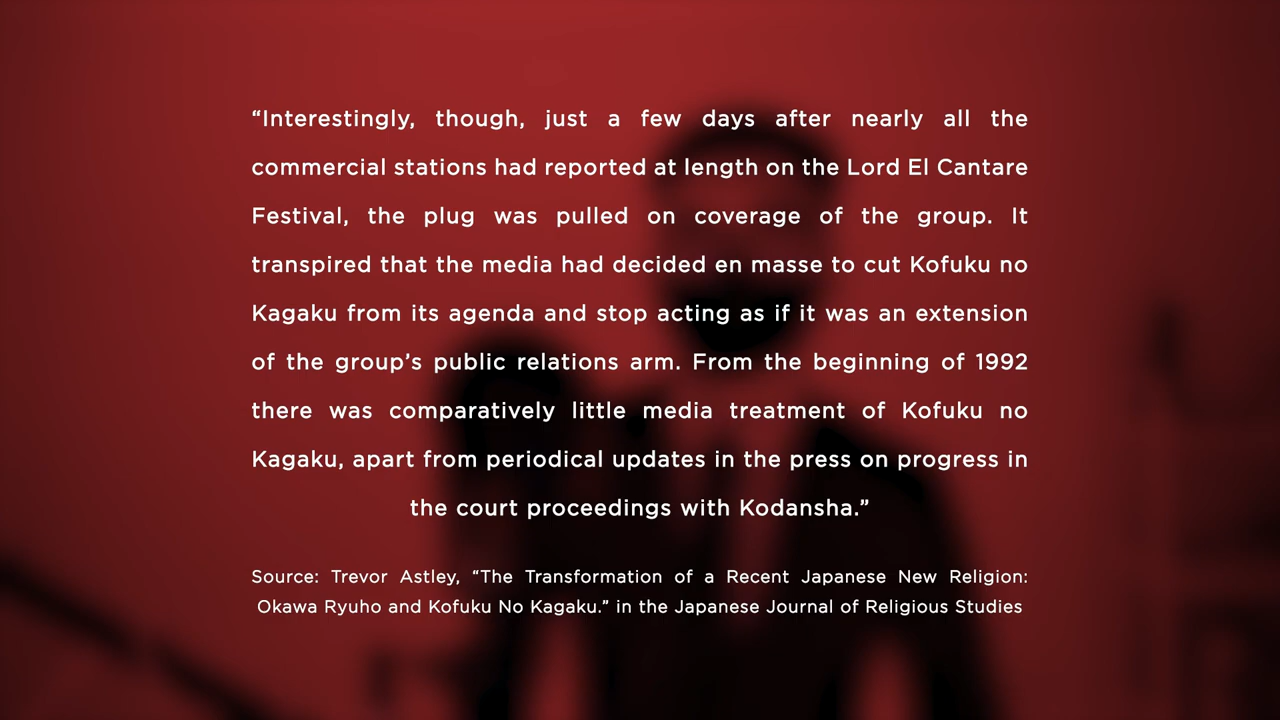 “Interestingly, though, just a few days after nearly all the
commercial stations had reported at length on the Lord El Cantare
Festival, the plug was pulled on coverage of the group. It
transpired that the media had decided en masse to cut Kofuku no
Kagaku from its agenda and stop acting as if it was an extension
of the group’s public relations arm. From the beginning of 1992
there was comparatively little media treatment of Kofuku no
Kagaku, apart from periodical updates in the press on progress in
the court proceedings with Kodansha.”
Source: Trevor Astley, “The Transformation of a Recent Japanese New Religion:
Okawa Ryuho and Kofuku No Kagaku.” in the Japanese Journal of Religious Studies